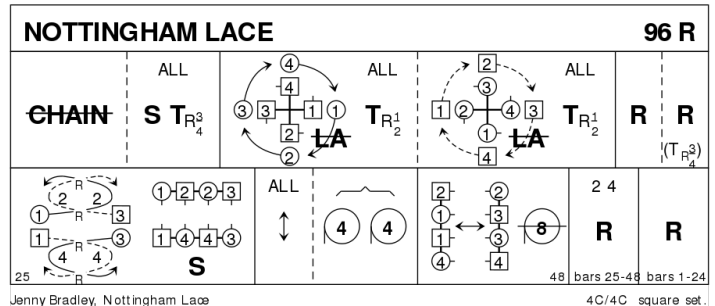 NOTTINGHAM LACE 96 R
CHAIN
ALL
S T R 3/4
4 4 3 3 1 1 2 2
LA
ALL
T R 1/2
2 3 1 2 4 3 1 4
LA
ALL
T R 1/2
R
R
(T R 3/4)
R
2 2
R
1 3
1 3
R
4 4
R
25
1 2 2 3
1 4 4 3
S
ALL
4 4
2 2
1 3
1 3
4 4
8
48
2 4
R
bars 25-48
R
bars 1-24
Jenny Bradley, Nottingham Lace 4C/4C square set.